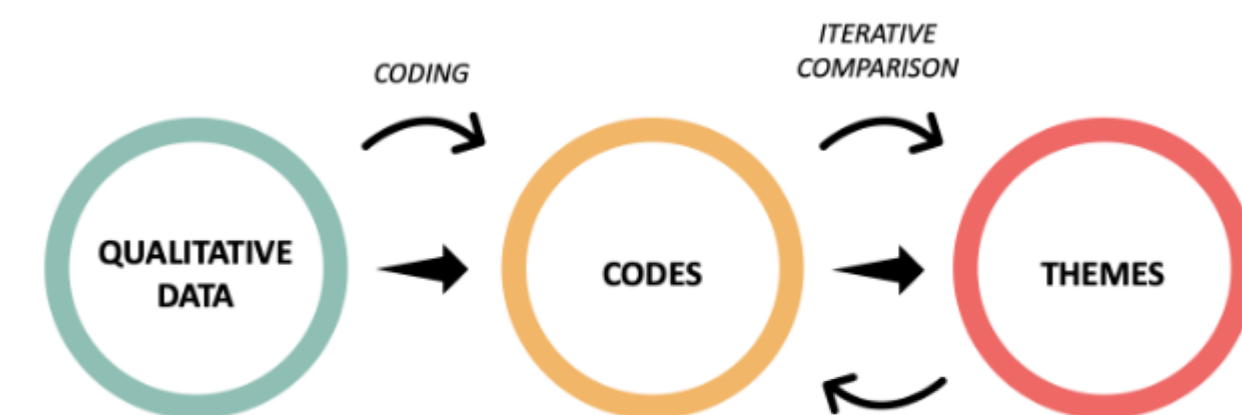 ITERATIVE
COMPARISON
CODING
QUALITATIVE
DATA
CODES
THEMES